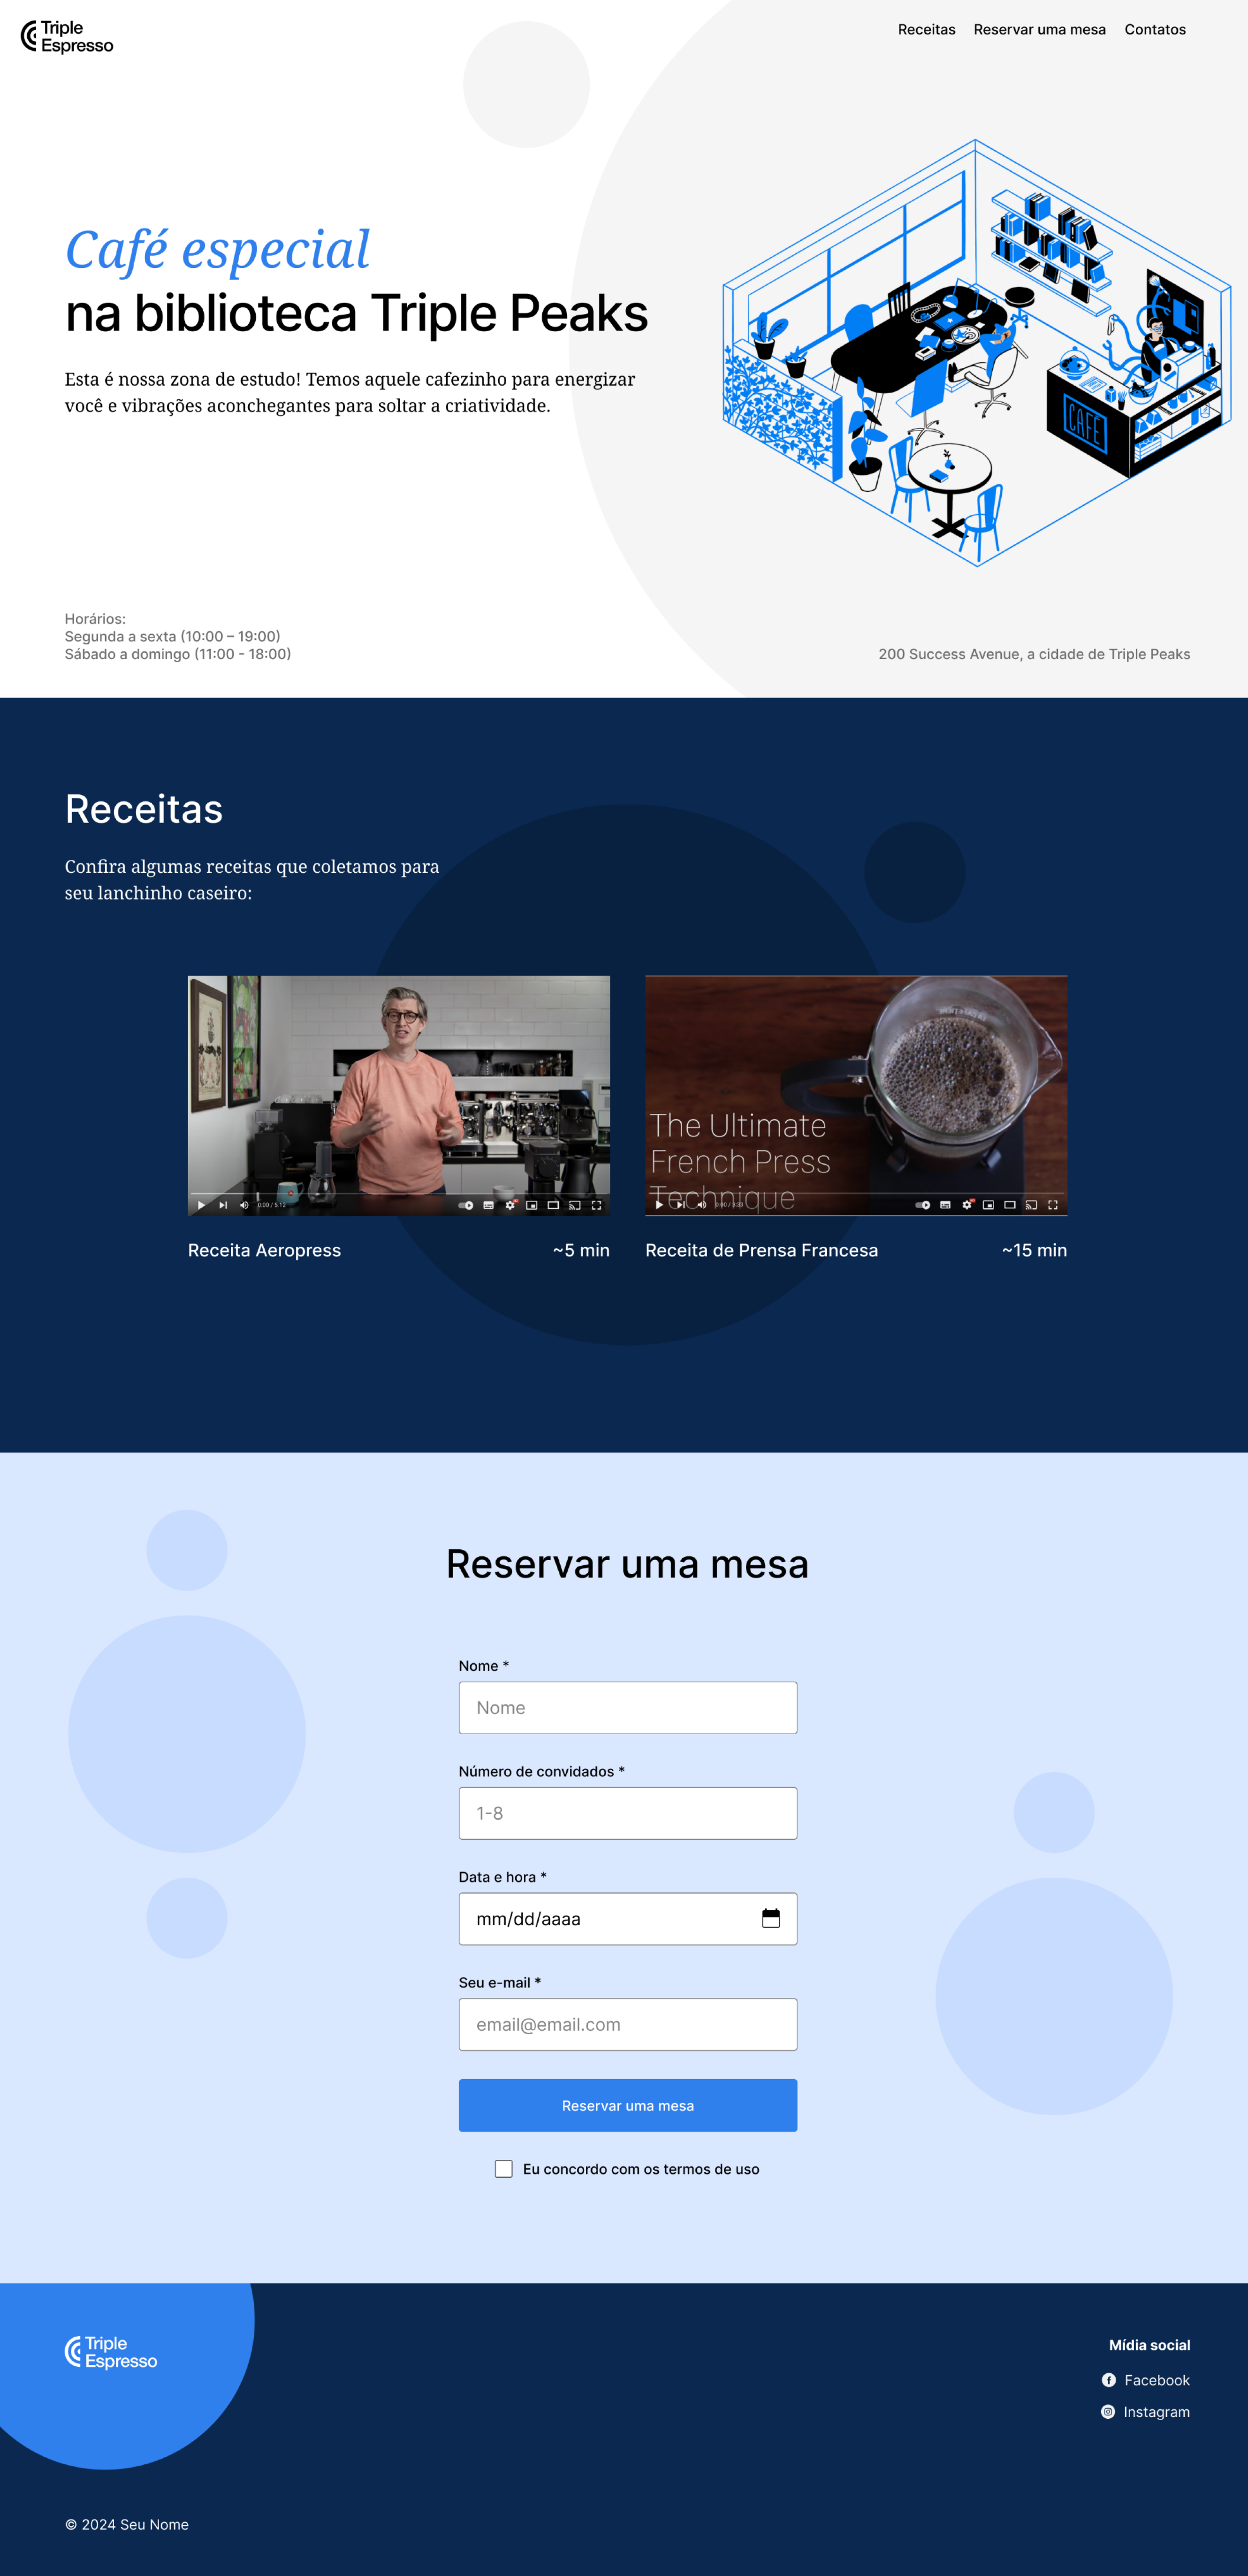 Triple
Espresso
Receitas
Reservar uma mesa
Contatos
Café especial
na biblioteca Triple Peaks
Esta é nossa zona de estudo! Temos aquele cafezinho para energizar
você e vibrações aconchegantes para soltar a criatividade.
CAFE
Horários:
Segunda a sexta (10:00 – 19:00)
Sábado a domingo (11:00 - 18:00)
200 Success Avenue, a cidade de Triple Peaks
Receitas
Confira algumas receitas que coletamos para
seu lanchinho caseiro:
0:00 / 5:12
The Ultimate
French Press
Technique
Receita Aeropress
~5 min
Receita de Prensa Francesa
~15 min
Reservar uma mesa
Nome *
Nome
Número de convidados *
1-8
Data e hora *
mm/dd/aaaa
Seu e-mail *
email@email.com
Reservar uma mesa
Eu concordo com os termos de uso
Triple
Espresso
Mídia social
Facebook
Instagram
© 2024 Seu Nome